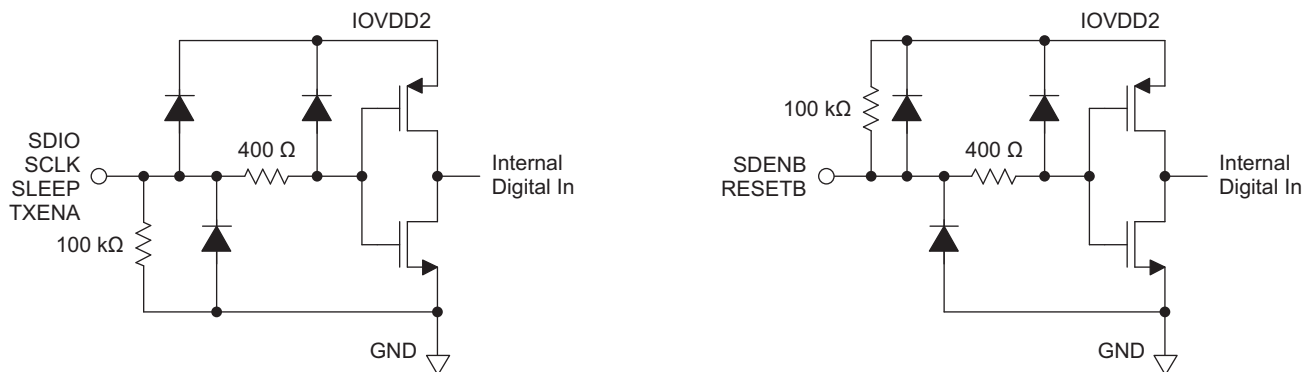 IOVDD2
SDIO
SCLK
SLEEP
TXENA
400 Ω
100 kΩ
Internal
Digital In
GND
IOVDD2
100 kΩ
400 Ω
SDENB
RESETB
Internal
Digital In
GND